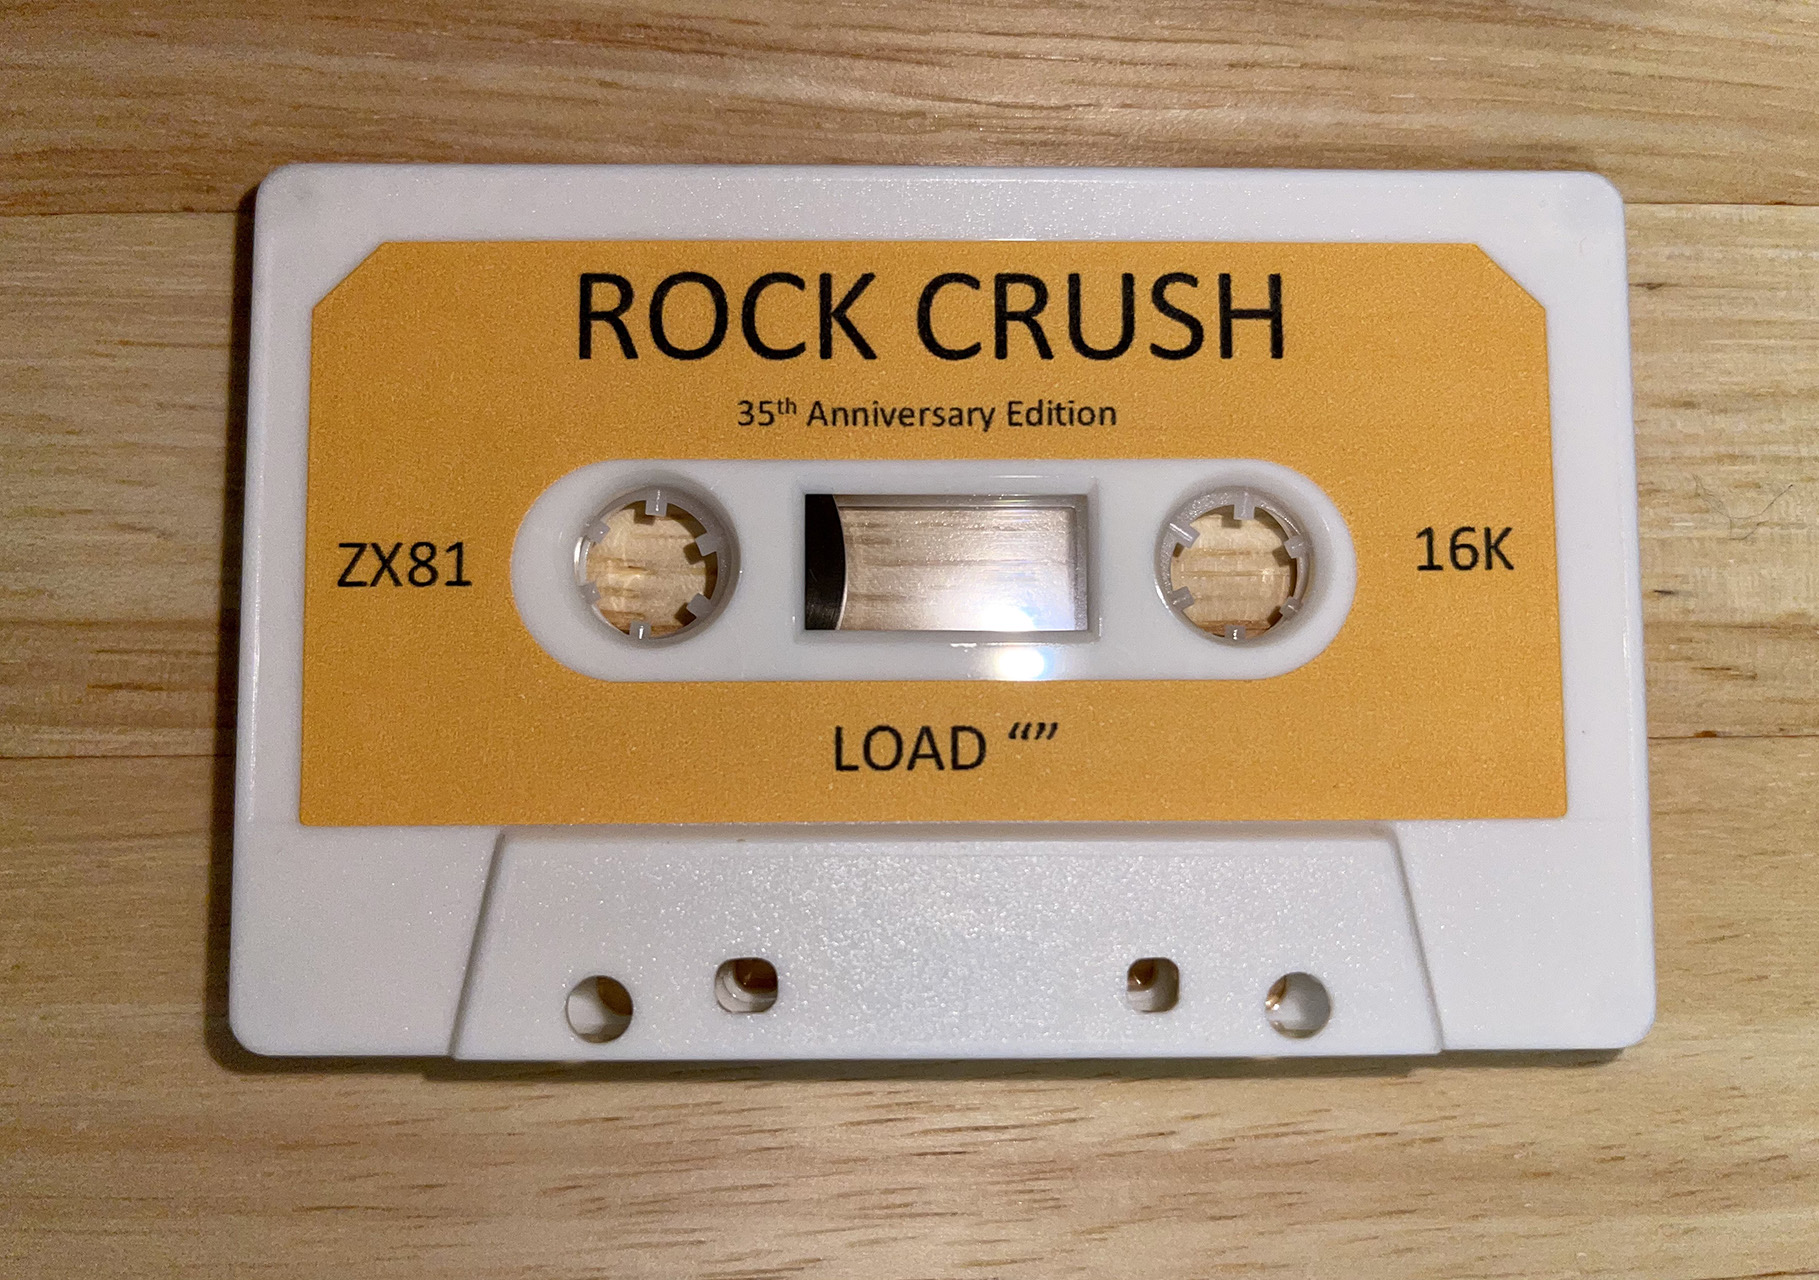 ROCK CRUSH
35th Anniversary Edition
ZX81
16K
LOAD “”